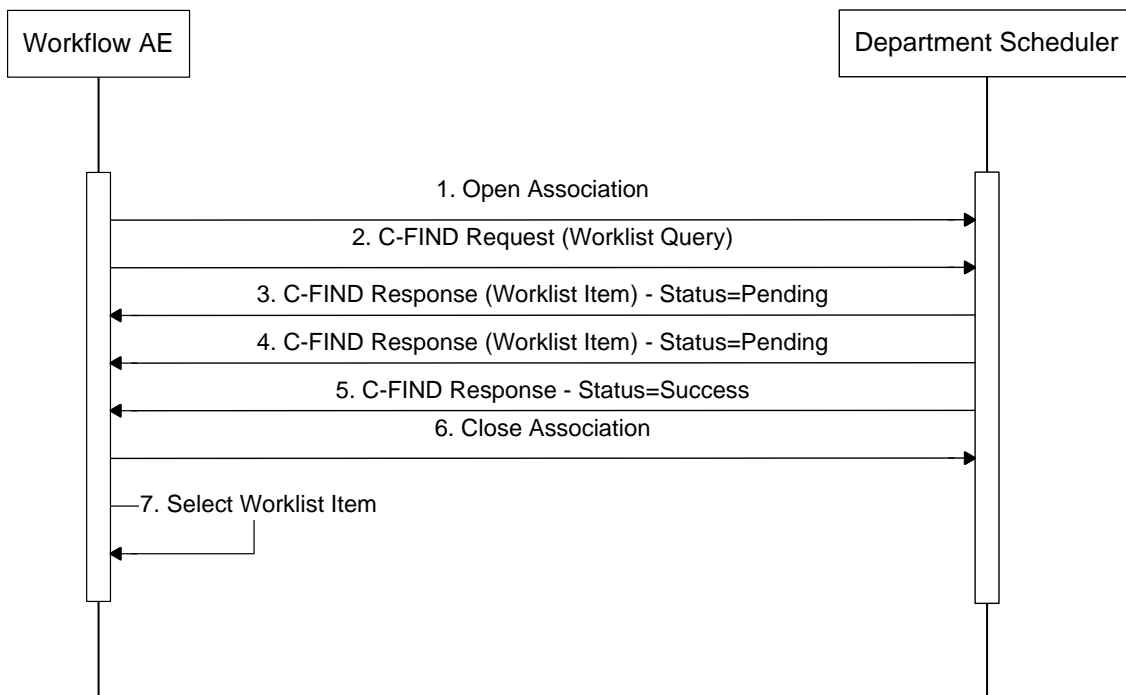 Workflow AE
Department Scheduler
1. Open Association
2. C-FIND Request (Worklist Query)
3. C-FIND Response (Worklist Item) - Status=Pending
4. C-FIND Response (Worklist Item) - Status=Pending
5. C-FIND Response - Status=Success
6. Close Association
7. Select Worklist Item